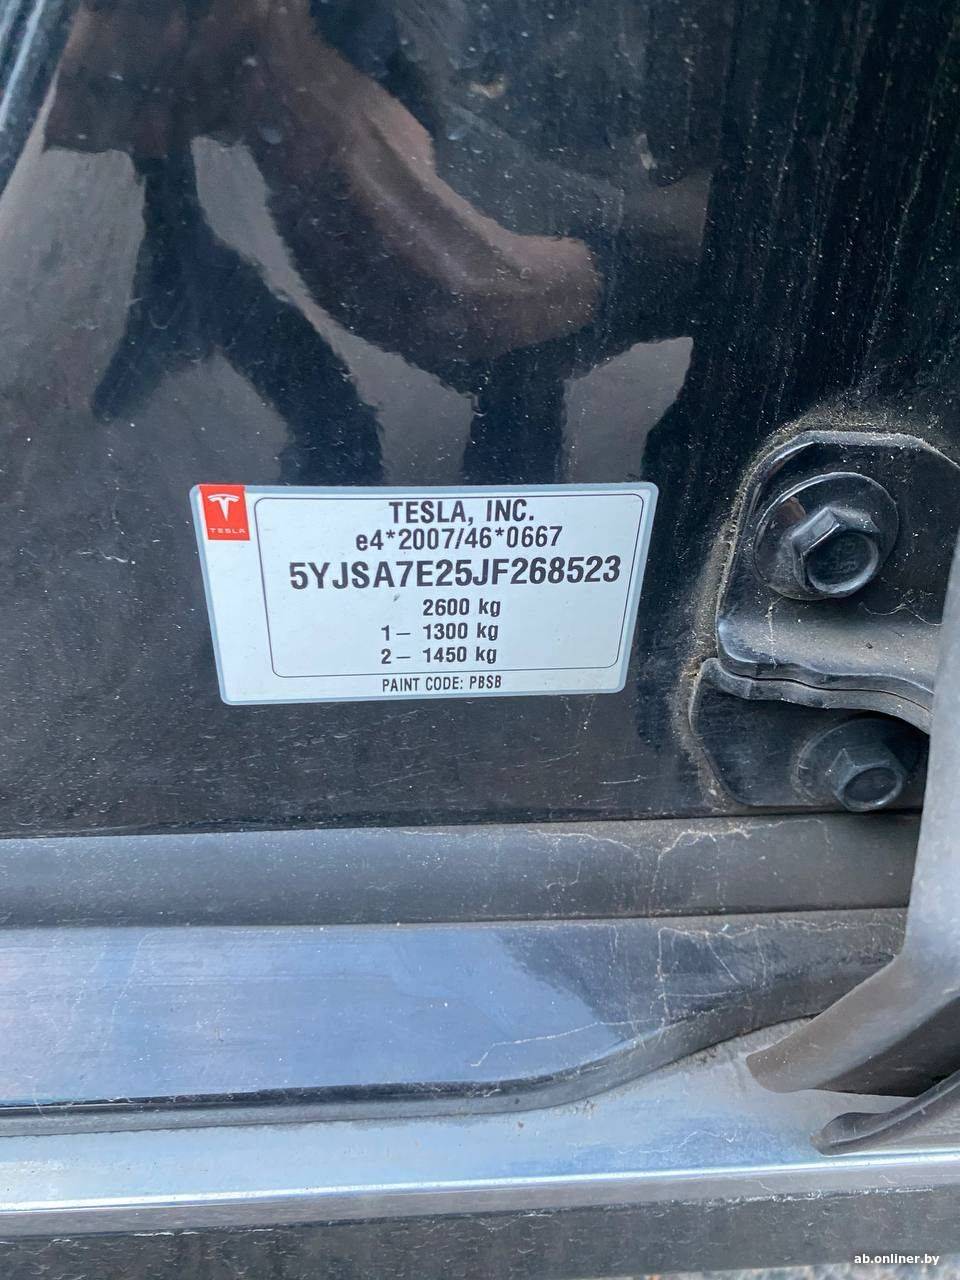 TESLA
TESLA, INC.
e4*2007/46*0667
5YJSA7E25JF268523
2600 kg
1– 1300 kg
2– 1450 kg
PAINT CODE: PBSB
ab.onliner.by